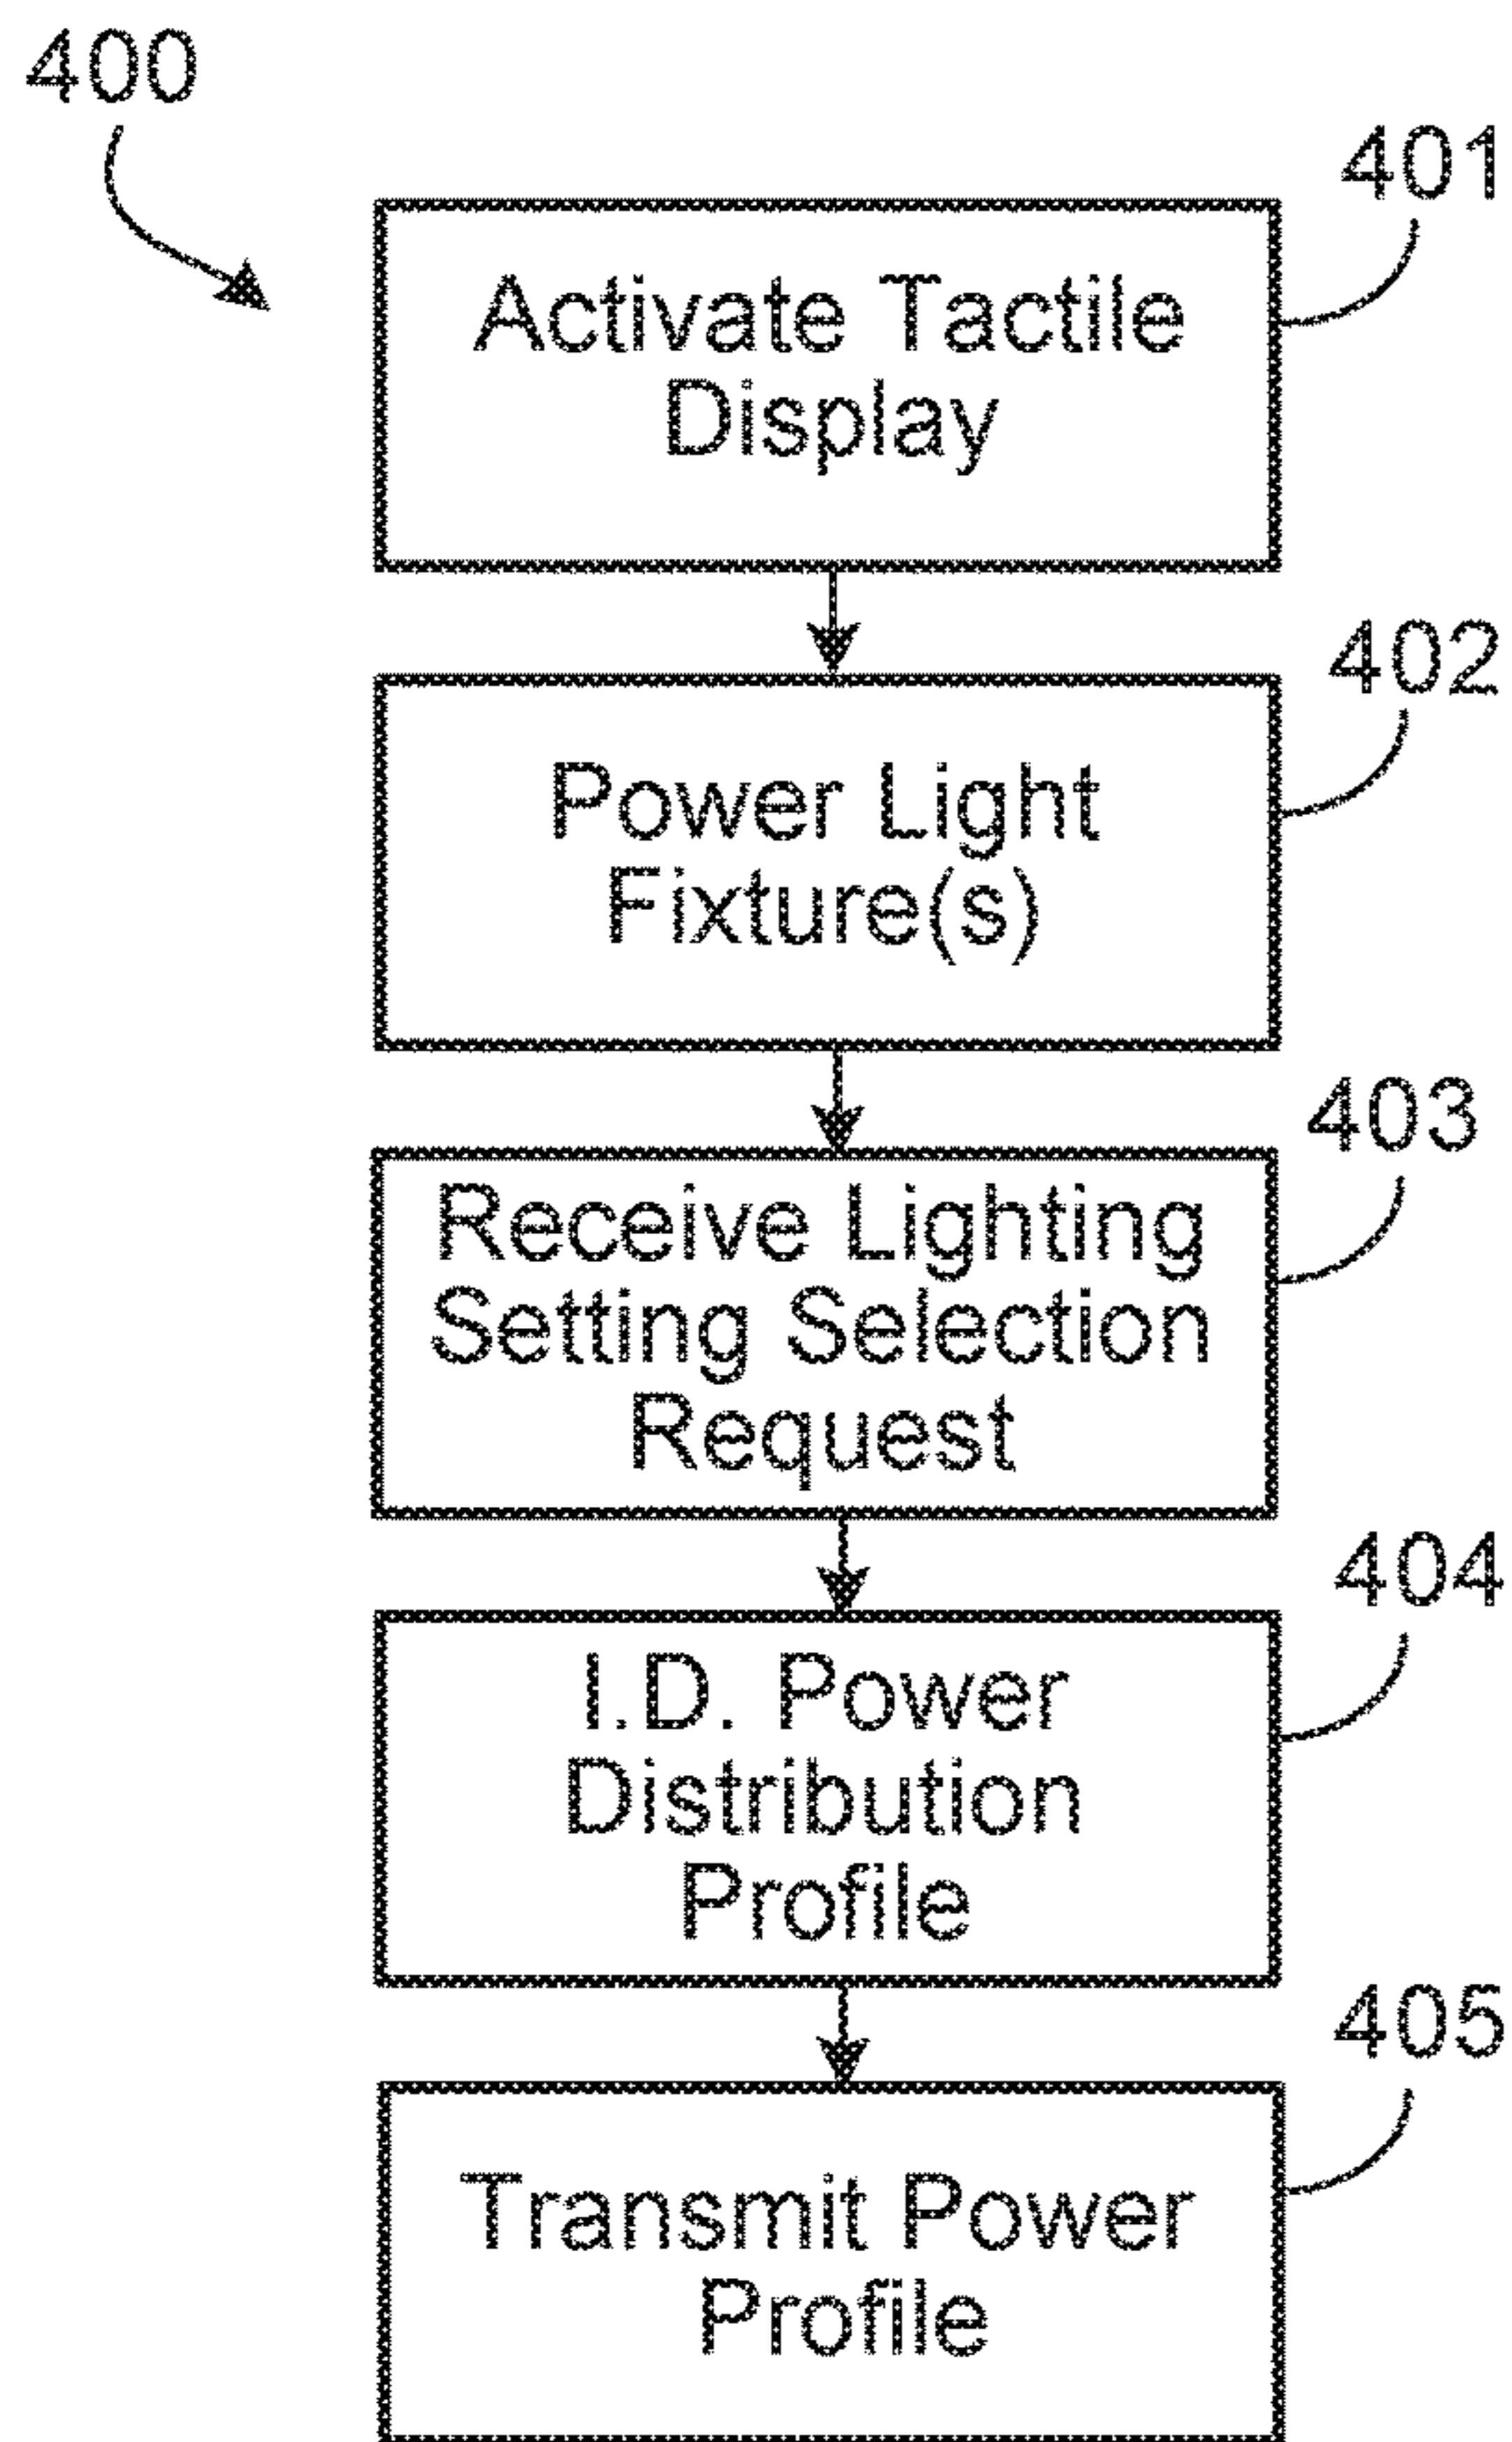 400
401
Activate Tactile
Display
402
Power Light
Fixture(s)
403
Receive Lighting
Setting Selection
Request
404
I.D. Power
Distribution
Profile
405
Transmit Power
Profile